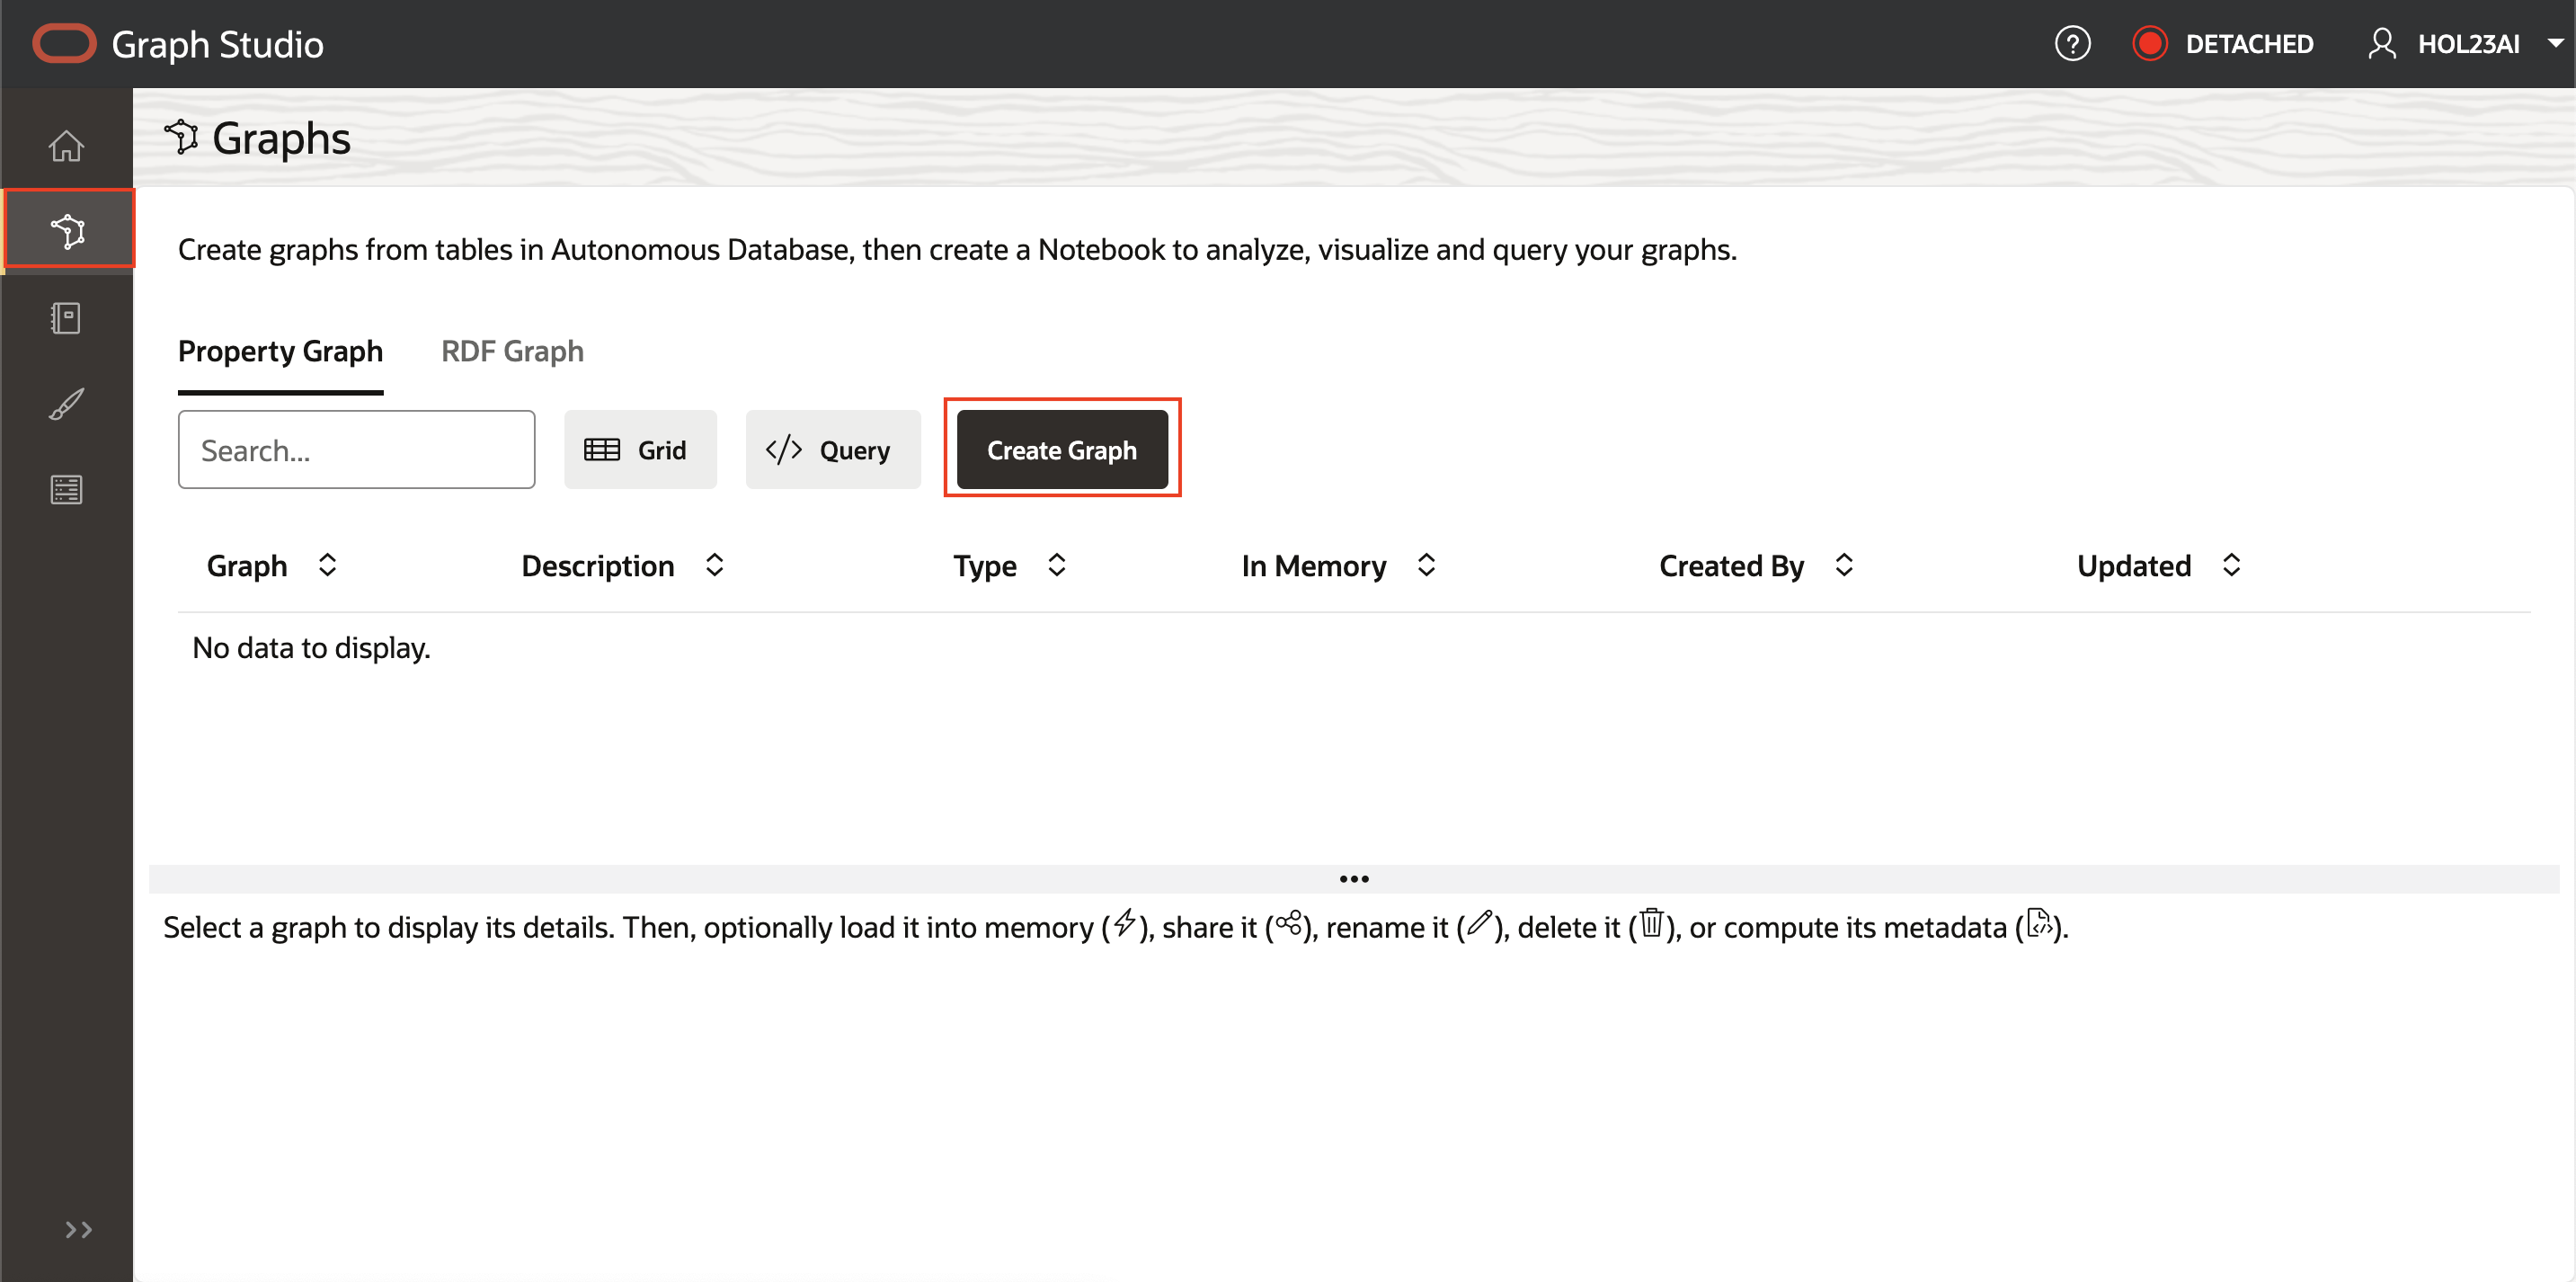 Graph Studio
DETACHED
HOL23AI
Graphs
Create graphs from tables in Autonomous Database, then create a Notebook to analyze, visualize and query your graphs.
Property Graph RDF Graph
Search... Grid </> Query Create Graph
Graph Description Type In Memory Created By Updated
No data to display.
Select a graph to display its details. Then, optionally load it into memory (), share it (), rename it (), delete it (), or compute its metadata ().